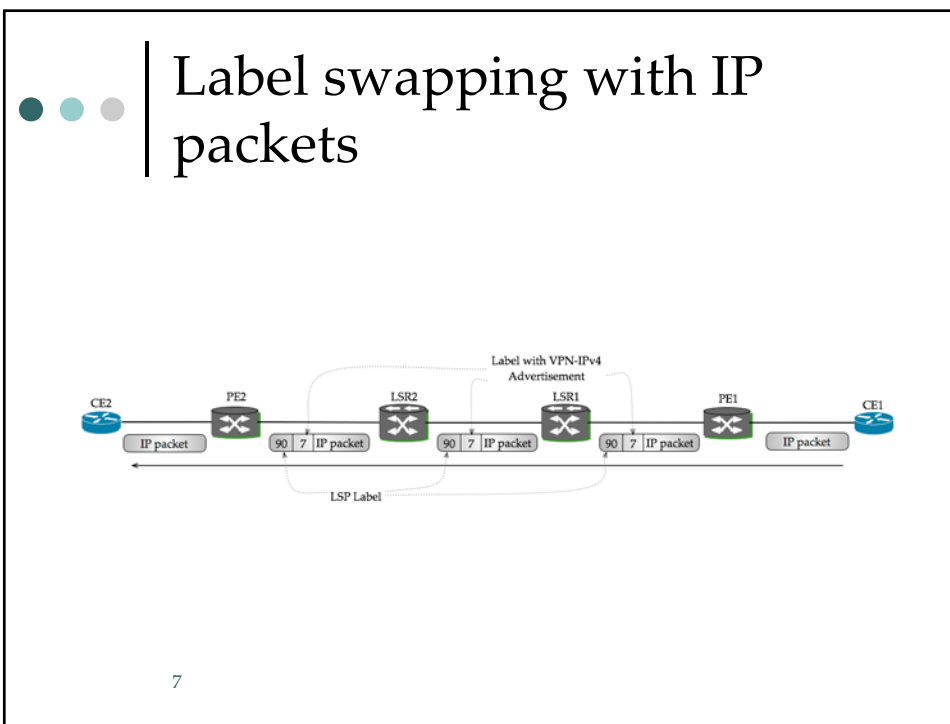 Label swapping with IP
packets
Label with VPN-IPv4
Advertisement
CE2
PE2
LSR2
LSR1
PE1
CE1
IP packet
90 7 IP packet
90 7 IP packet
90 7 IP packet
IP packet
LSP Label
7